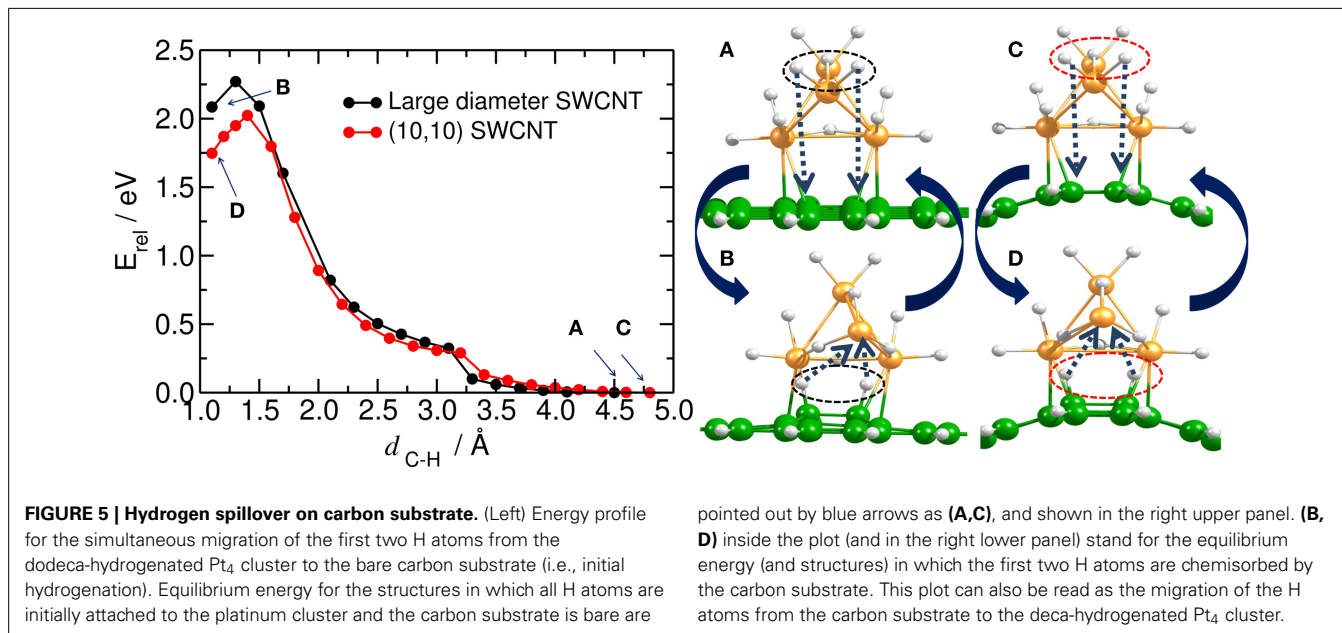 2.5
2.0
1.5
1.0
0.5
0.0
E_rel / eV
1.0 1.5 2.0 2.5 3.0 3.5 4.0 4.5 5.0
d C-H / Å
Large diameter SWCNT
(10,10) SWCNT
B
D
A
C
A
C
B
D
FIGURE 5 | Hydrogen spillover on carbon substrate. (Left) Energy profile
for the simultaneous migration of the first two H atoms from the
dodeca-hydrogenated Pt₄ cluster to the bare carbon substrate (i.e., initial
hydrogenation). Equilibrium energy for the structures in which all H atoms are
initially attached to the platinum cluster and the carbon substrate is bare are
pointed out by blue arrows as (A,C), and shown in the right upper panel. (B,
D) inside the plot (and in the right lower panel) stand for the equilibrium
energy (and structures) in which the first two H atoms are chemisorbed by
the carbon substrate. This plot can also be read as the migration of the H
atoms from the carbon substrate to the deca-hydrogenated Pt₄ cluster.